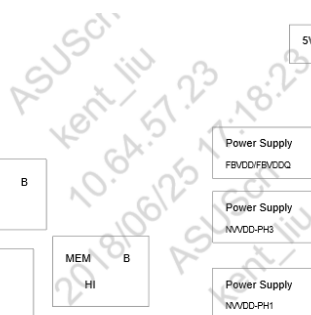 ASUSch
kent_liu
10.64.57.23
2018/06/25 17:18:23
5V
B
MEM B
HI
Power Supply
FBVDD/FBVDDQ
Power Supply
NVVDD-PH3
Power Supply
NVVDD-PH1
ASUSch
kent_liu